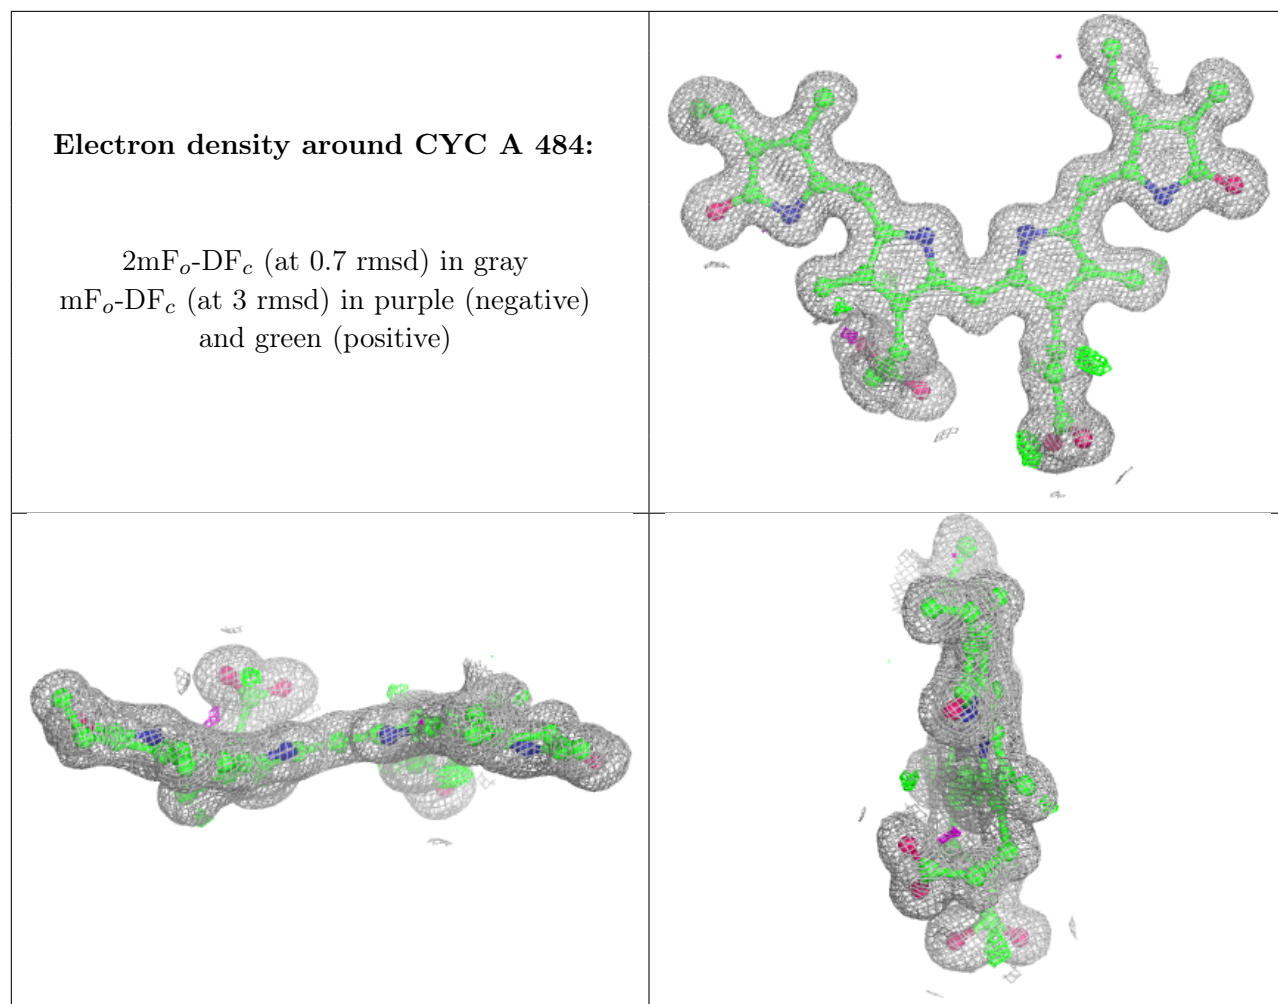 Electron density around CYC A 484:
2mFo-DFc (at 0.7 rmsd) in gray
mFo-DFc (at 3 rmsd) in purple (negative)
and green (positive)